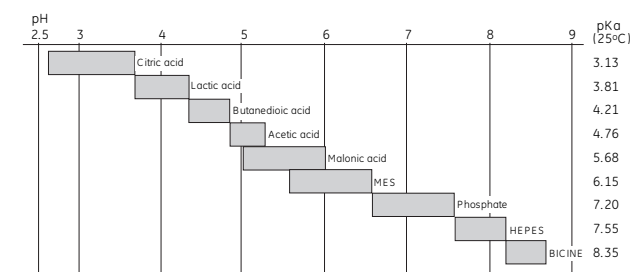 pH
pKa
(25ºC)
2.5 3 4 5 6 7 8 9
Citric acid 3.13
Lactic acid 3.81
Butanedioic acid 4.21
Acetic acid 4.76
Malonic acid 5.68
MES 6.15
Phosphate 7.20
HEPES 7.55
BICINE 8.35